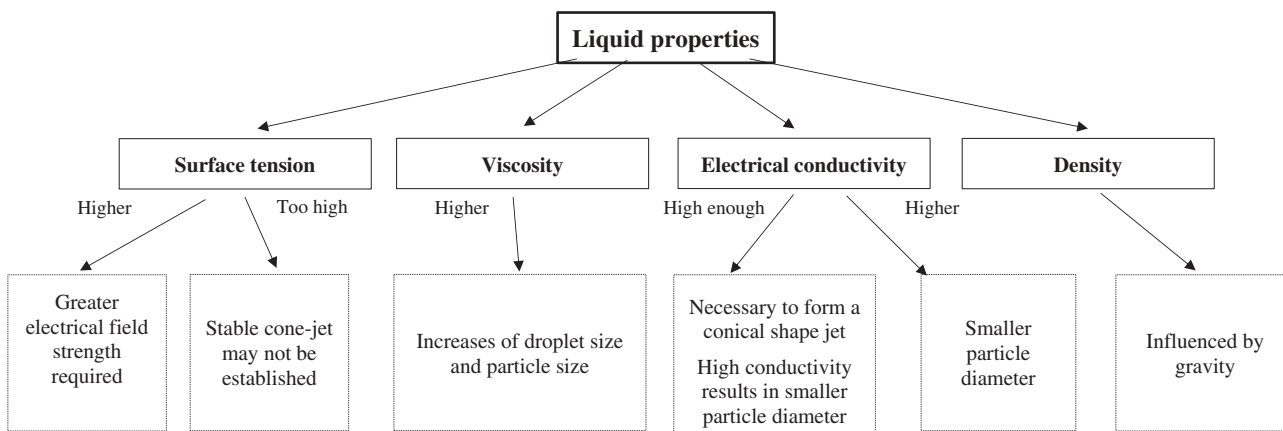 Liquid properties
Surface tension
Viscosity
Electrical conductivity
Density
Higher
Too high
Higher
High enough
Higher
Greater
electrical field
strength
required
Stable cone-jet
may not be
established
Increases of droplet size
and particle size
Necessary to form a
conical shape jet
High conductivity
results in smaller
particle diameter
Smaller
particle
diameter
Influenced by
gravity